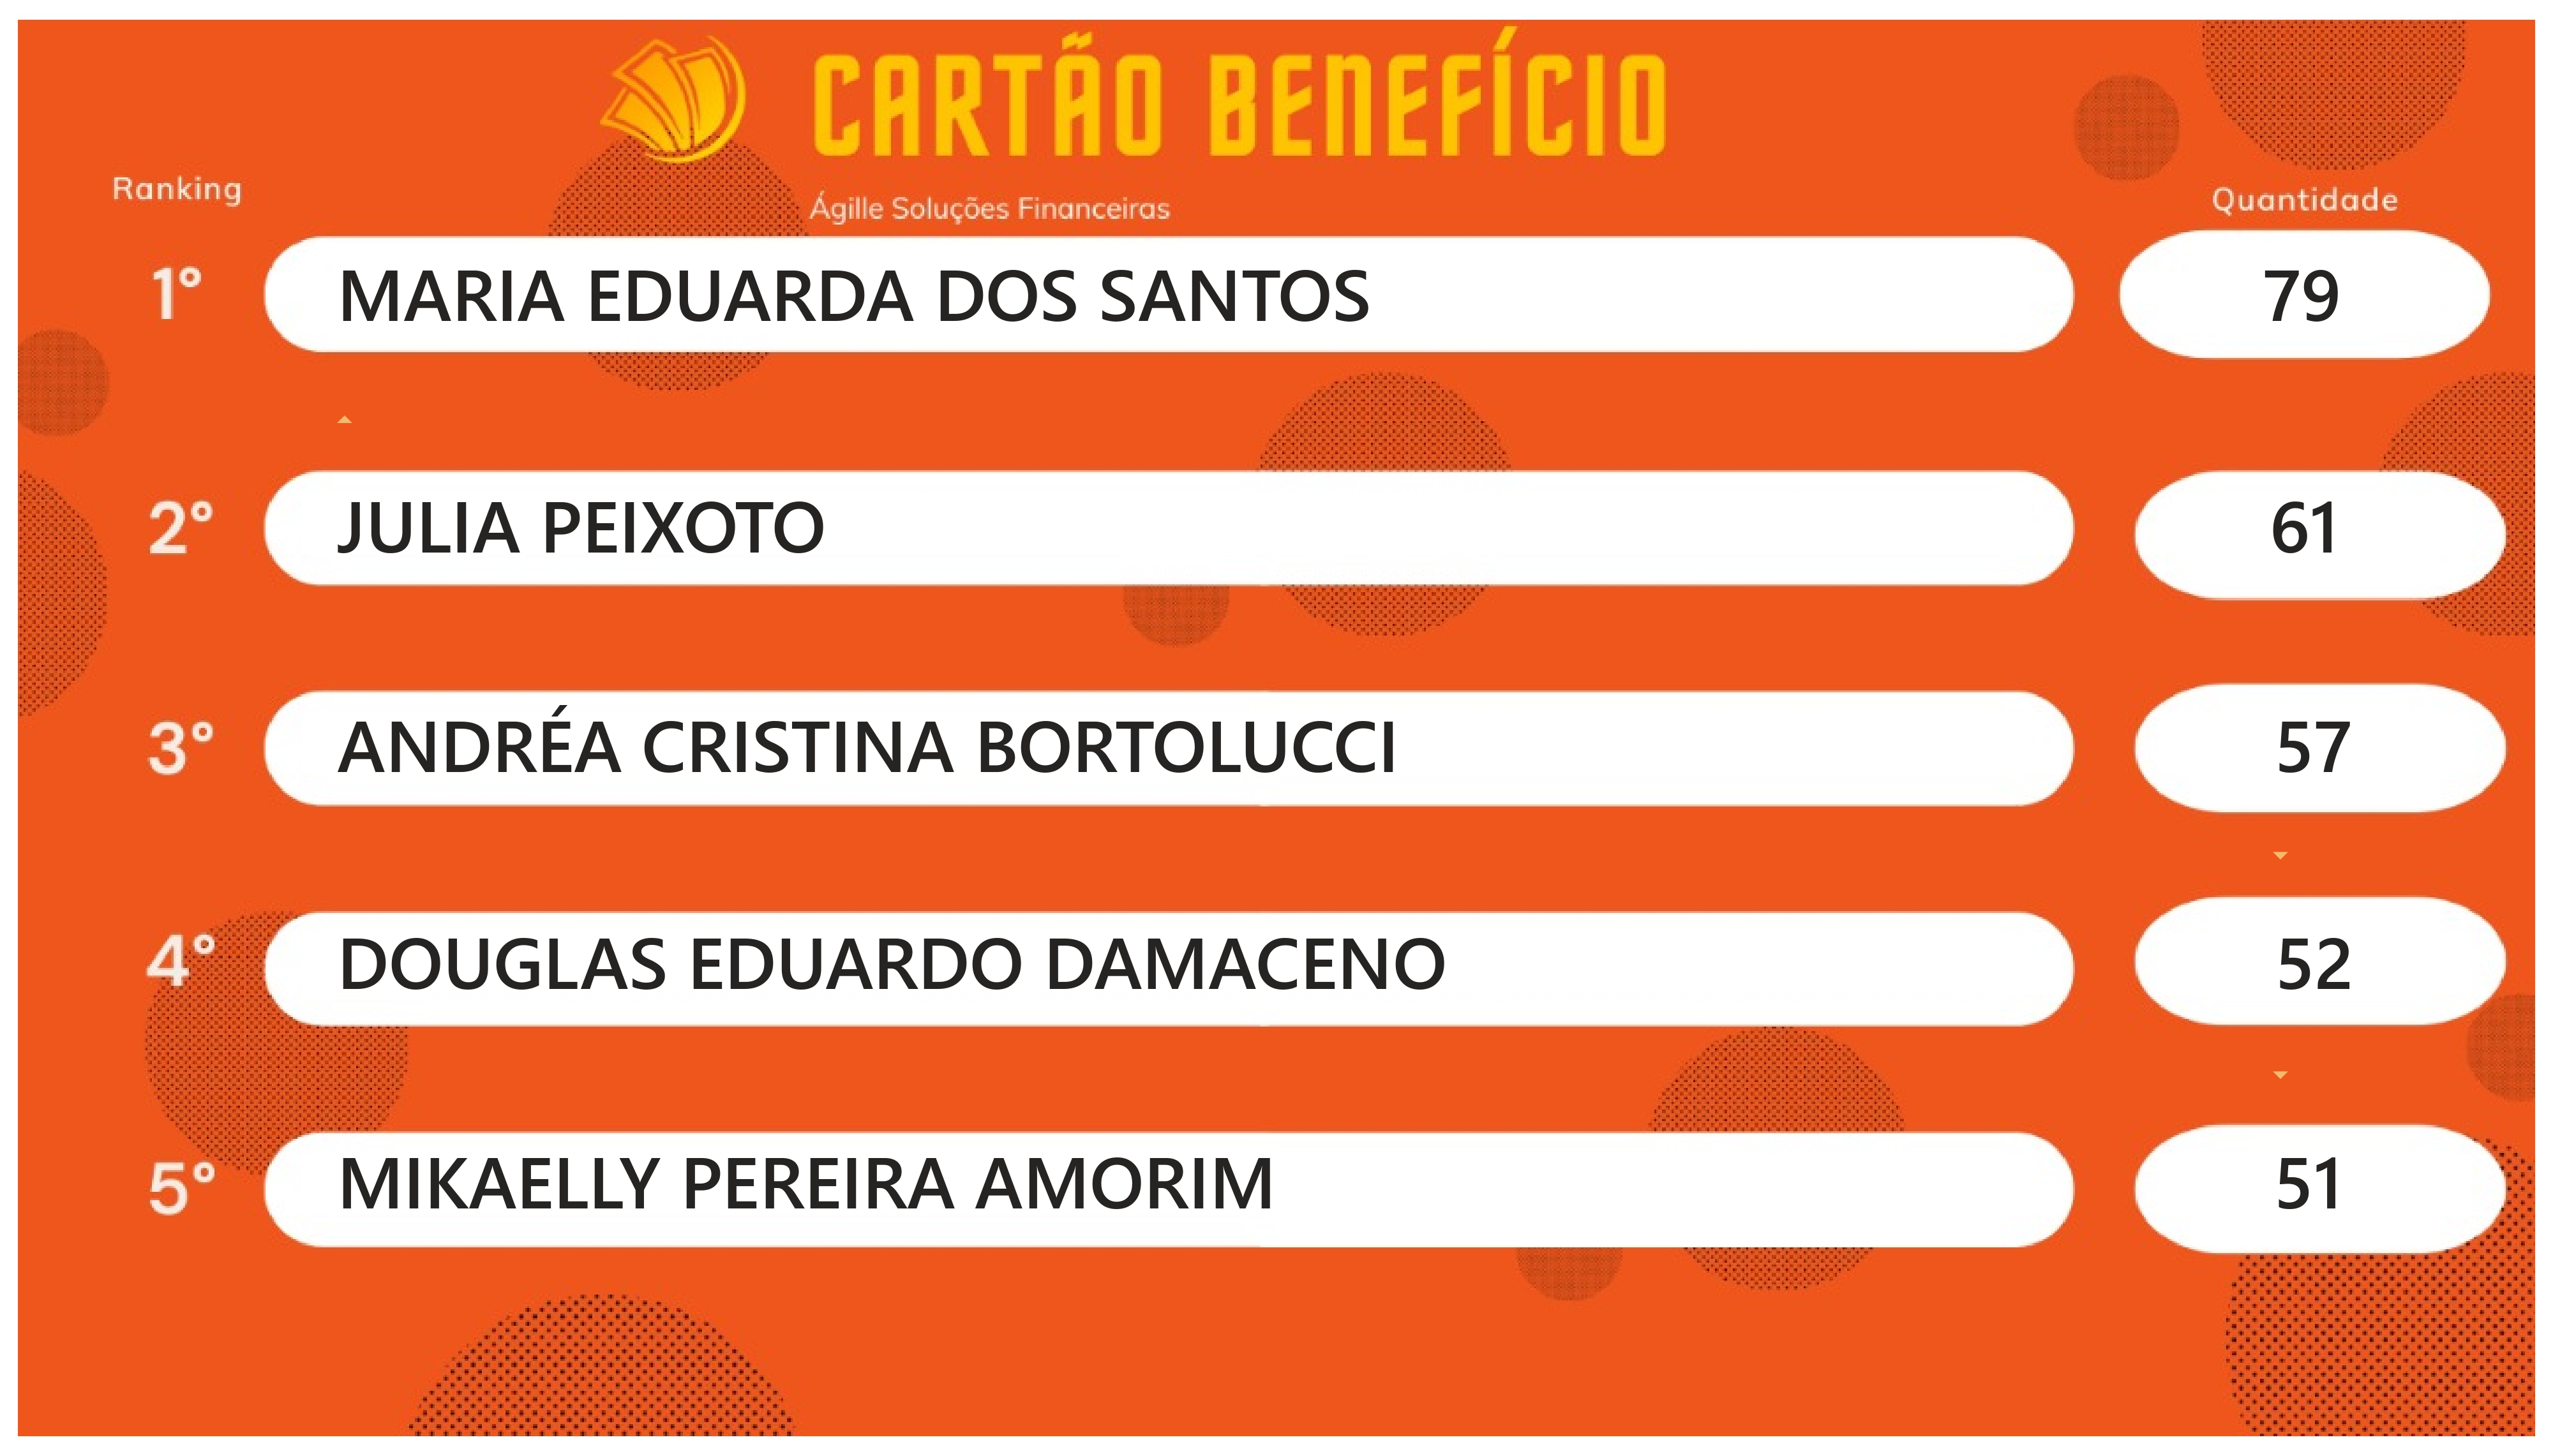 CARTÃO BENEFÍCIO
Ranking
Ágille Soluções Financeiras
Quantidade
1° MARIA EDUARDA DOS SANTOS 79
2° JULIA PEIXOTO 61
3° ANDRÉA CRISTINA BORTOLUCCI 57
4° DOUGLAS EDUARDO DAMACENO 52
5° MIKAELLY PEREIRA AMORIM 51